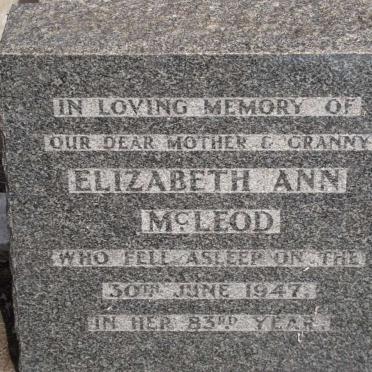 IN LOVING MEMORY OF
OUR DEAR MOTHER & GRANNY
ELIZABETH ANN
McLEOD
WHO FELL ASLEEP ON THE
30TH JUNE 1947.
IN HER 83RD YEAR.